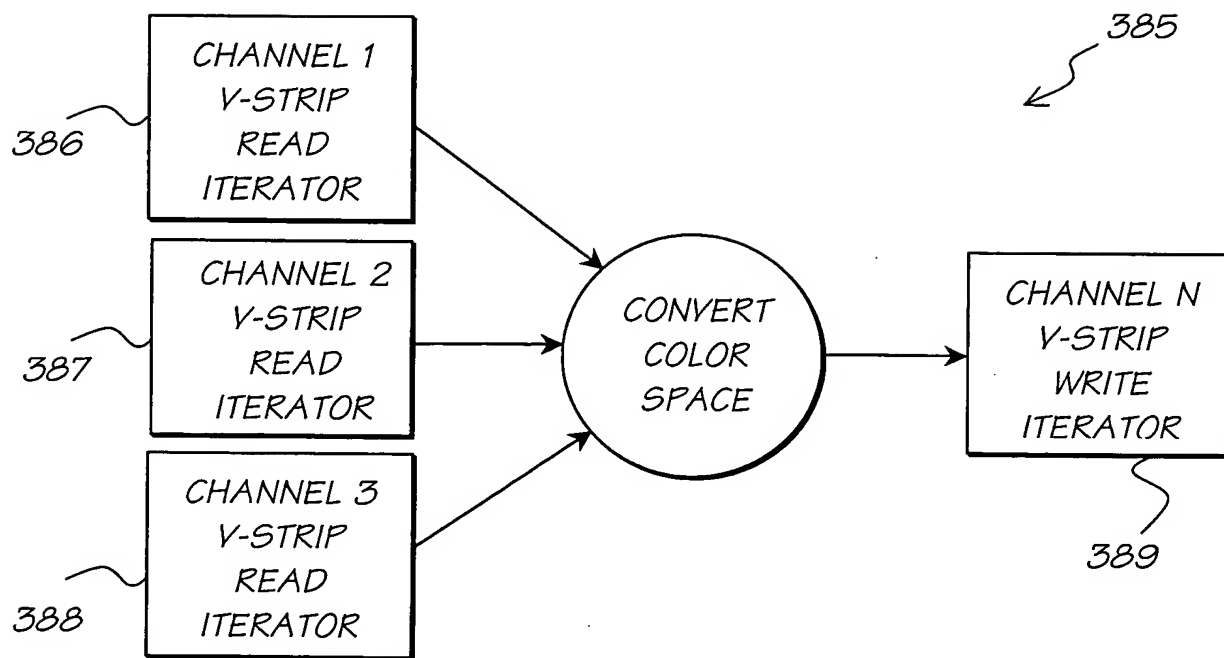 385
CHANNEL 1
V-STRIP
READ
ITERATOR
386
CHANNEL 2
V-STRIP
READ
ITERATOR
387
CHANNEL 3
V-STRIP
READ
ITERATOR
388
CONVERT
COLOR
SPACE
CHANNEL N
V-STRIP
WRITE
ITERATOR
389